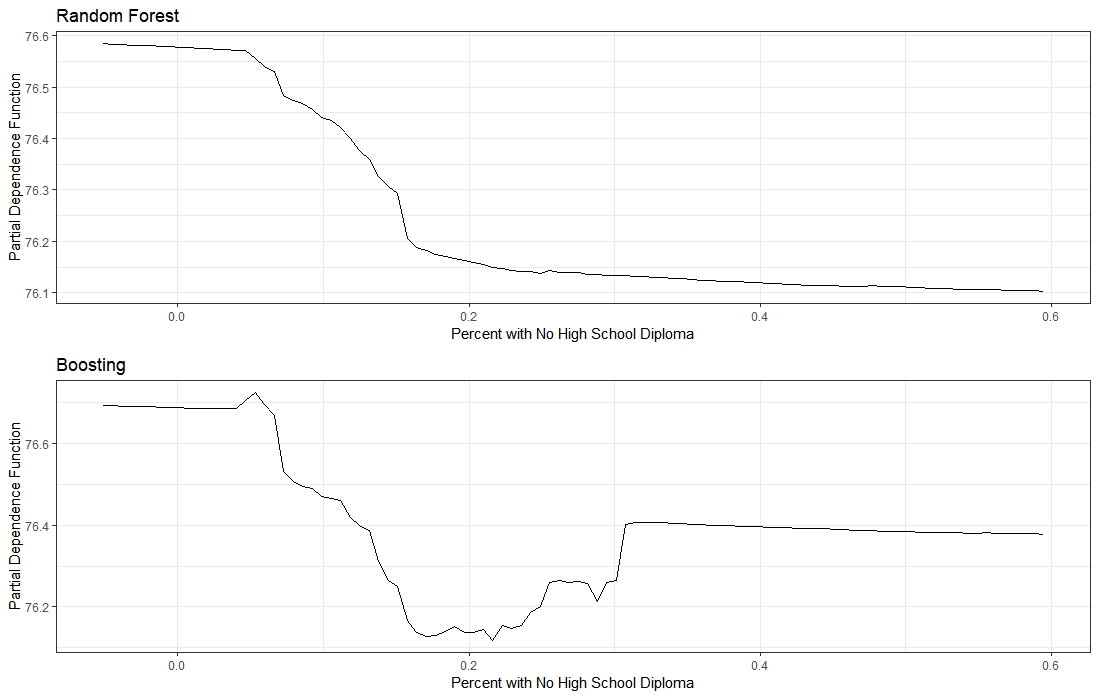 Random Forest
Partial Dependence Function
76.6
76.5
76.4
76.3
76.2
76.1
0.0 0.2 0.4 0.6
Percent with No High School Diploma
Boosting
Partial Dependence Function
76.6
76.4
76.2
0.0 0.2 0.4 0.6
Percent with No High School Diploma